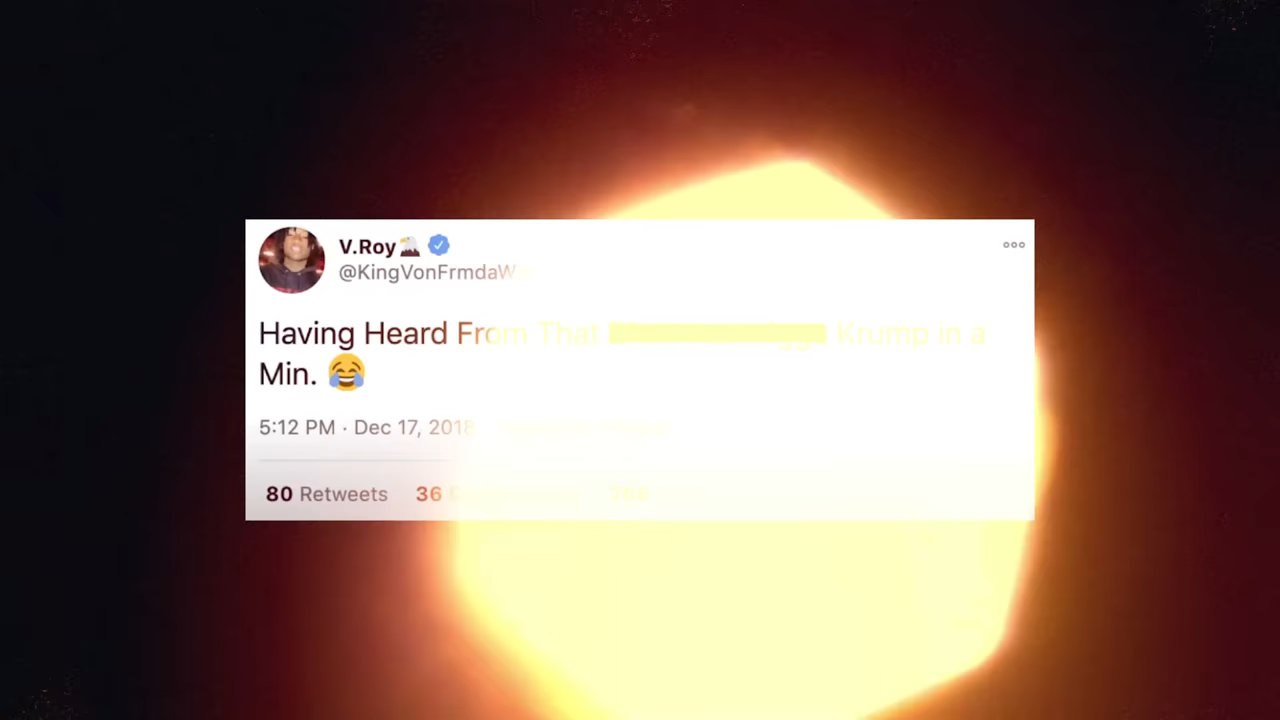 V.Roy🦅
@KingVonFrmdaW
Having Heard From That Krump in a
Min. 😂
5:12 PM · Dec 17, 2018
80 Retweets 36